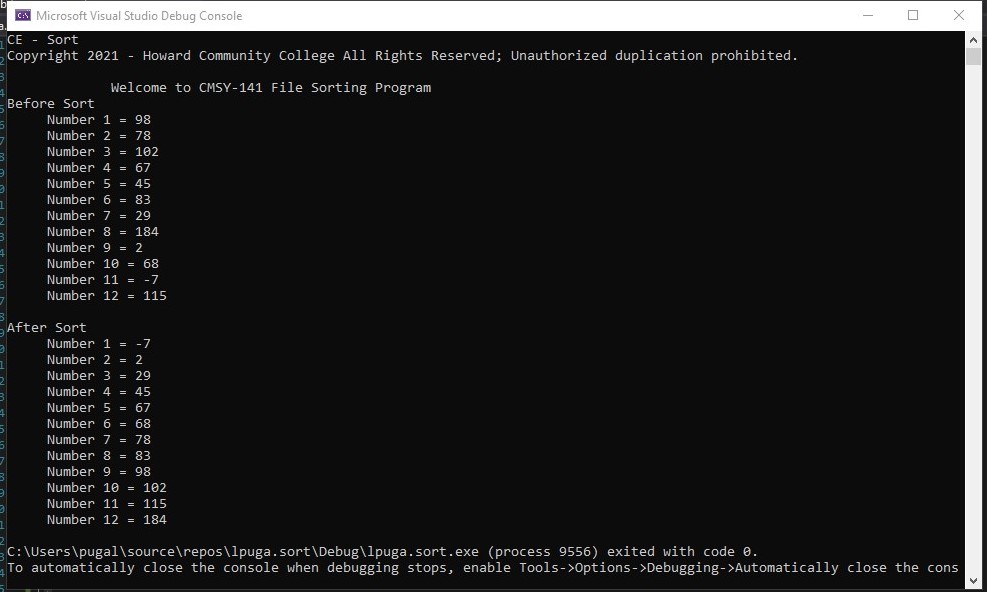 Microsoft Visual Studio Debug Console
CE - Sort
Copyright 2021 - Howard Community College All Rights Reserved; Unauthorized duplication prohibited.
Welcome to CMSY-141 File Sorting Program
Before Sort
Number 1 = 98
Number 2 = 78
Number 3 = 102
Number 4 = 67
Number 5 = 45
Number 6 = 83
Number 7 = 29
Number 8 = 184
Number 9 = 2
Number 10 = 68
Number 11 = -7
Number 12 = 115
After Sort
Number 1 = -7
Number 2 = 2
Number 3 = 29
Number 4 = 45
Number 5 = 67
Number 6 = 68
Number 7 = 78
Number 8 = 83
Number 9 = 98
Number 10 = 102
Number 11 = 115
Number 12 = 184
C:\Users\pugal\source\repos\lpuga.sort\Debug\lpuga.sort.exe (process 9556) exited with code 0.
To automatically close the console when debugging stops, enable Tools->Options->Debugging->Automatically close the cons